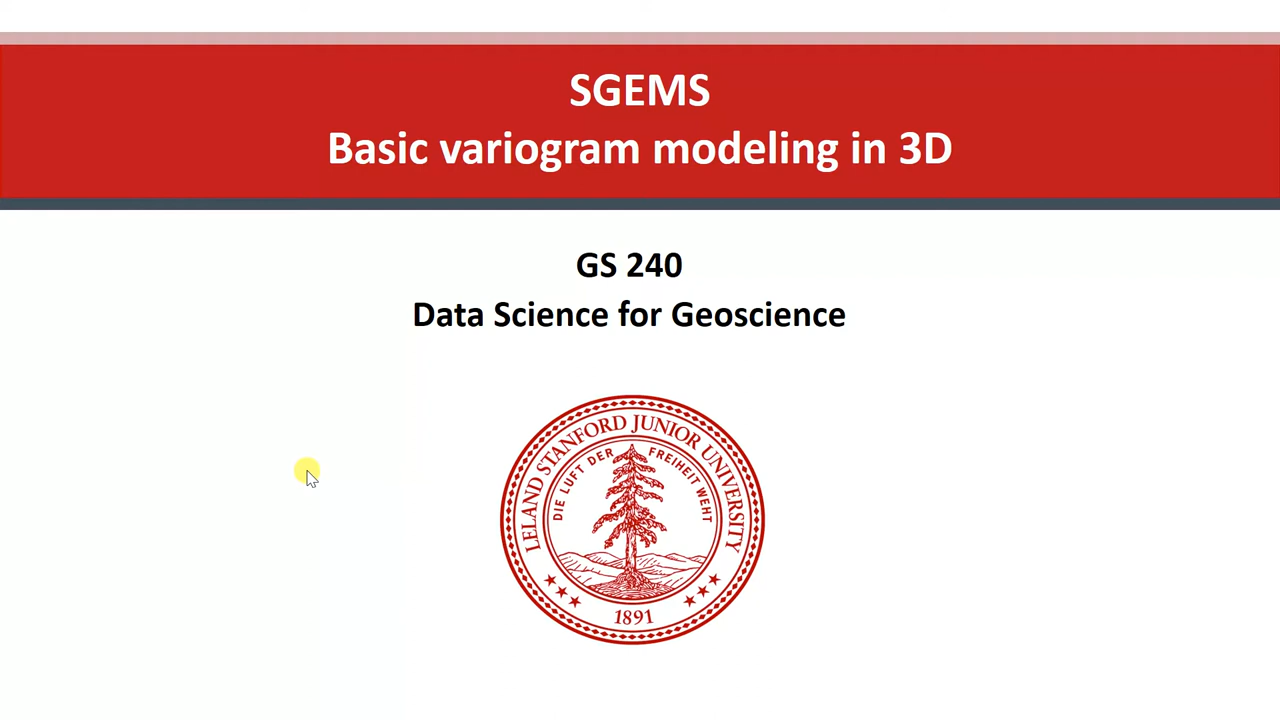 SGEMS
Basic variogram modeling in 3D
GS 240
Data Science for Geoscience
LELAND STANFORD JUNIOR UNIVERSITY
DIE LUFT DER FREIHEIT WEHT
1891